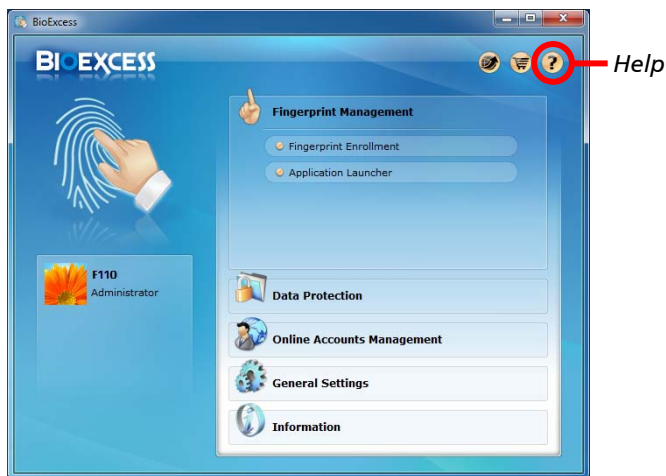 BioExcess
BIOEXCESS
?
Help
Fingerprint Management
Fingerprint Enrollment
Application Launcher
F110
Administrator
Data Protection
Online Accounts Management
General Settings
Information